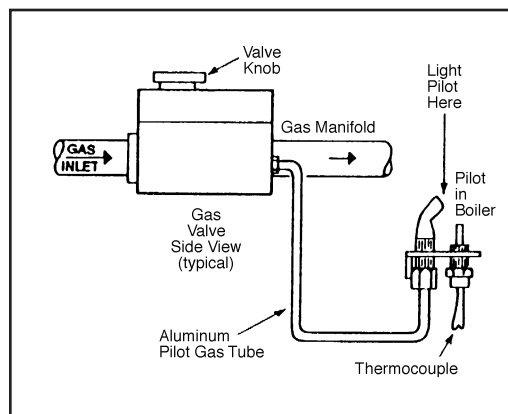 Valve
Knob
Light
Pilot
Here
Gas Manifold
GAS
INLET
Pilot
in
Boiler
Gas
Valve
Side View
(typical)
Aluminum
Pilot Gas Tube
Thermocouple